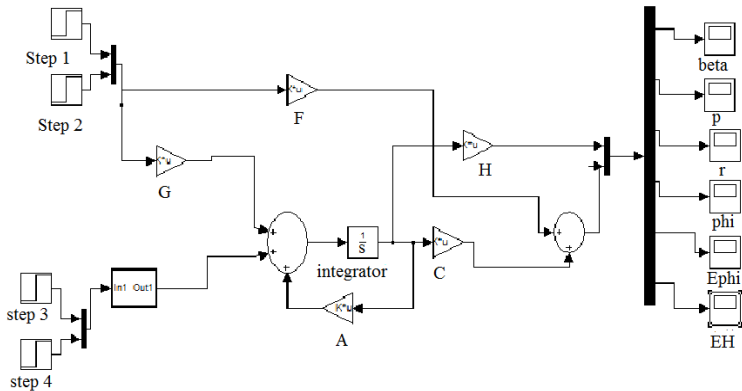 Step 1
Step 2
K*u
F
K*u
G
K*u
H
beta
p
r
phi
Ephi
EH
+
+
+
1
s
integrator
K*u
C
+
+
K*u
A
In1 Out1
step 3
step 4